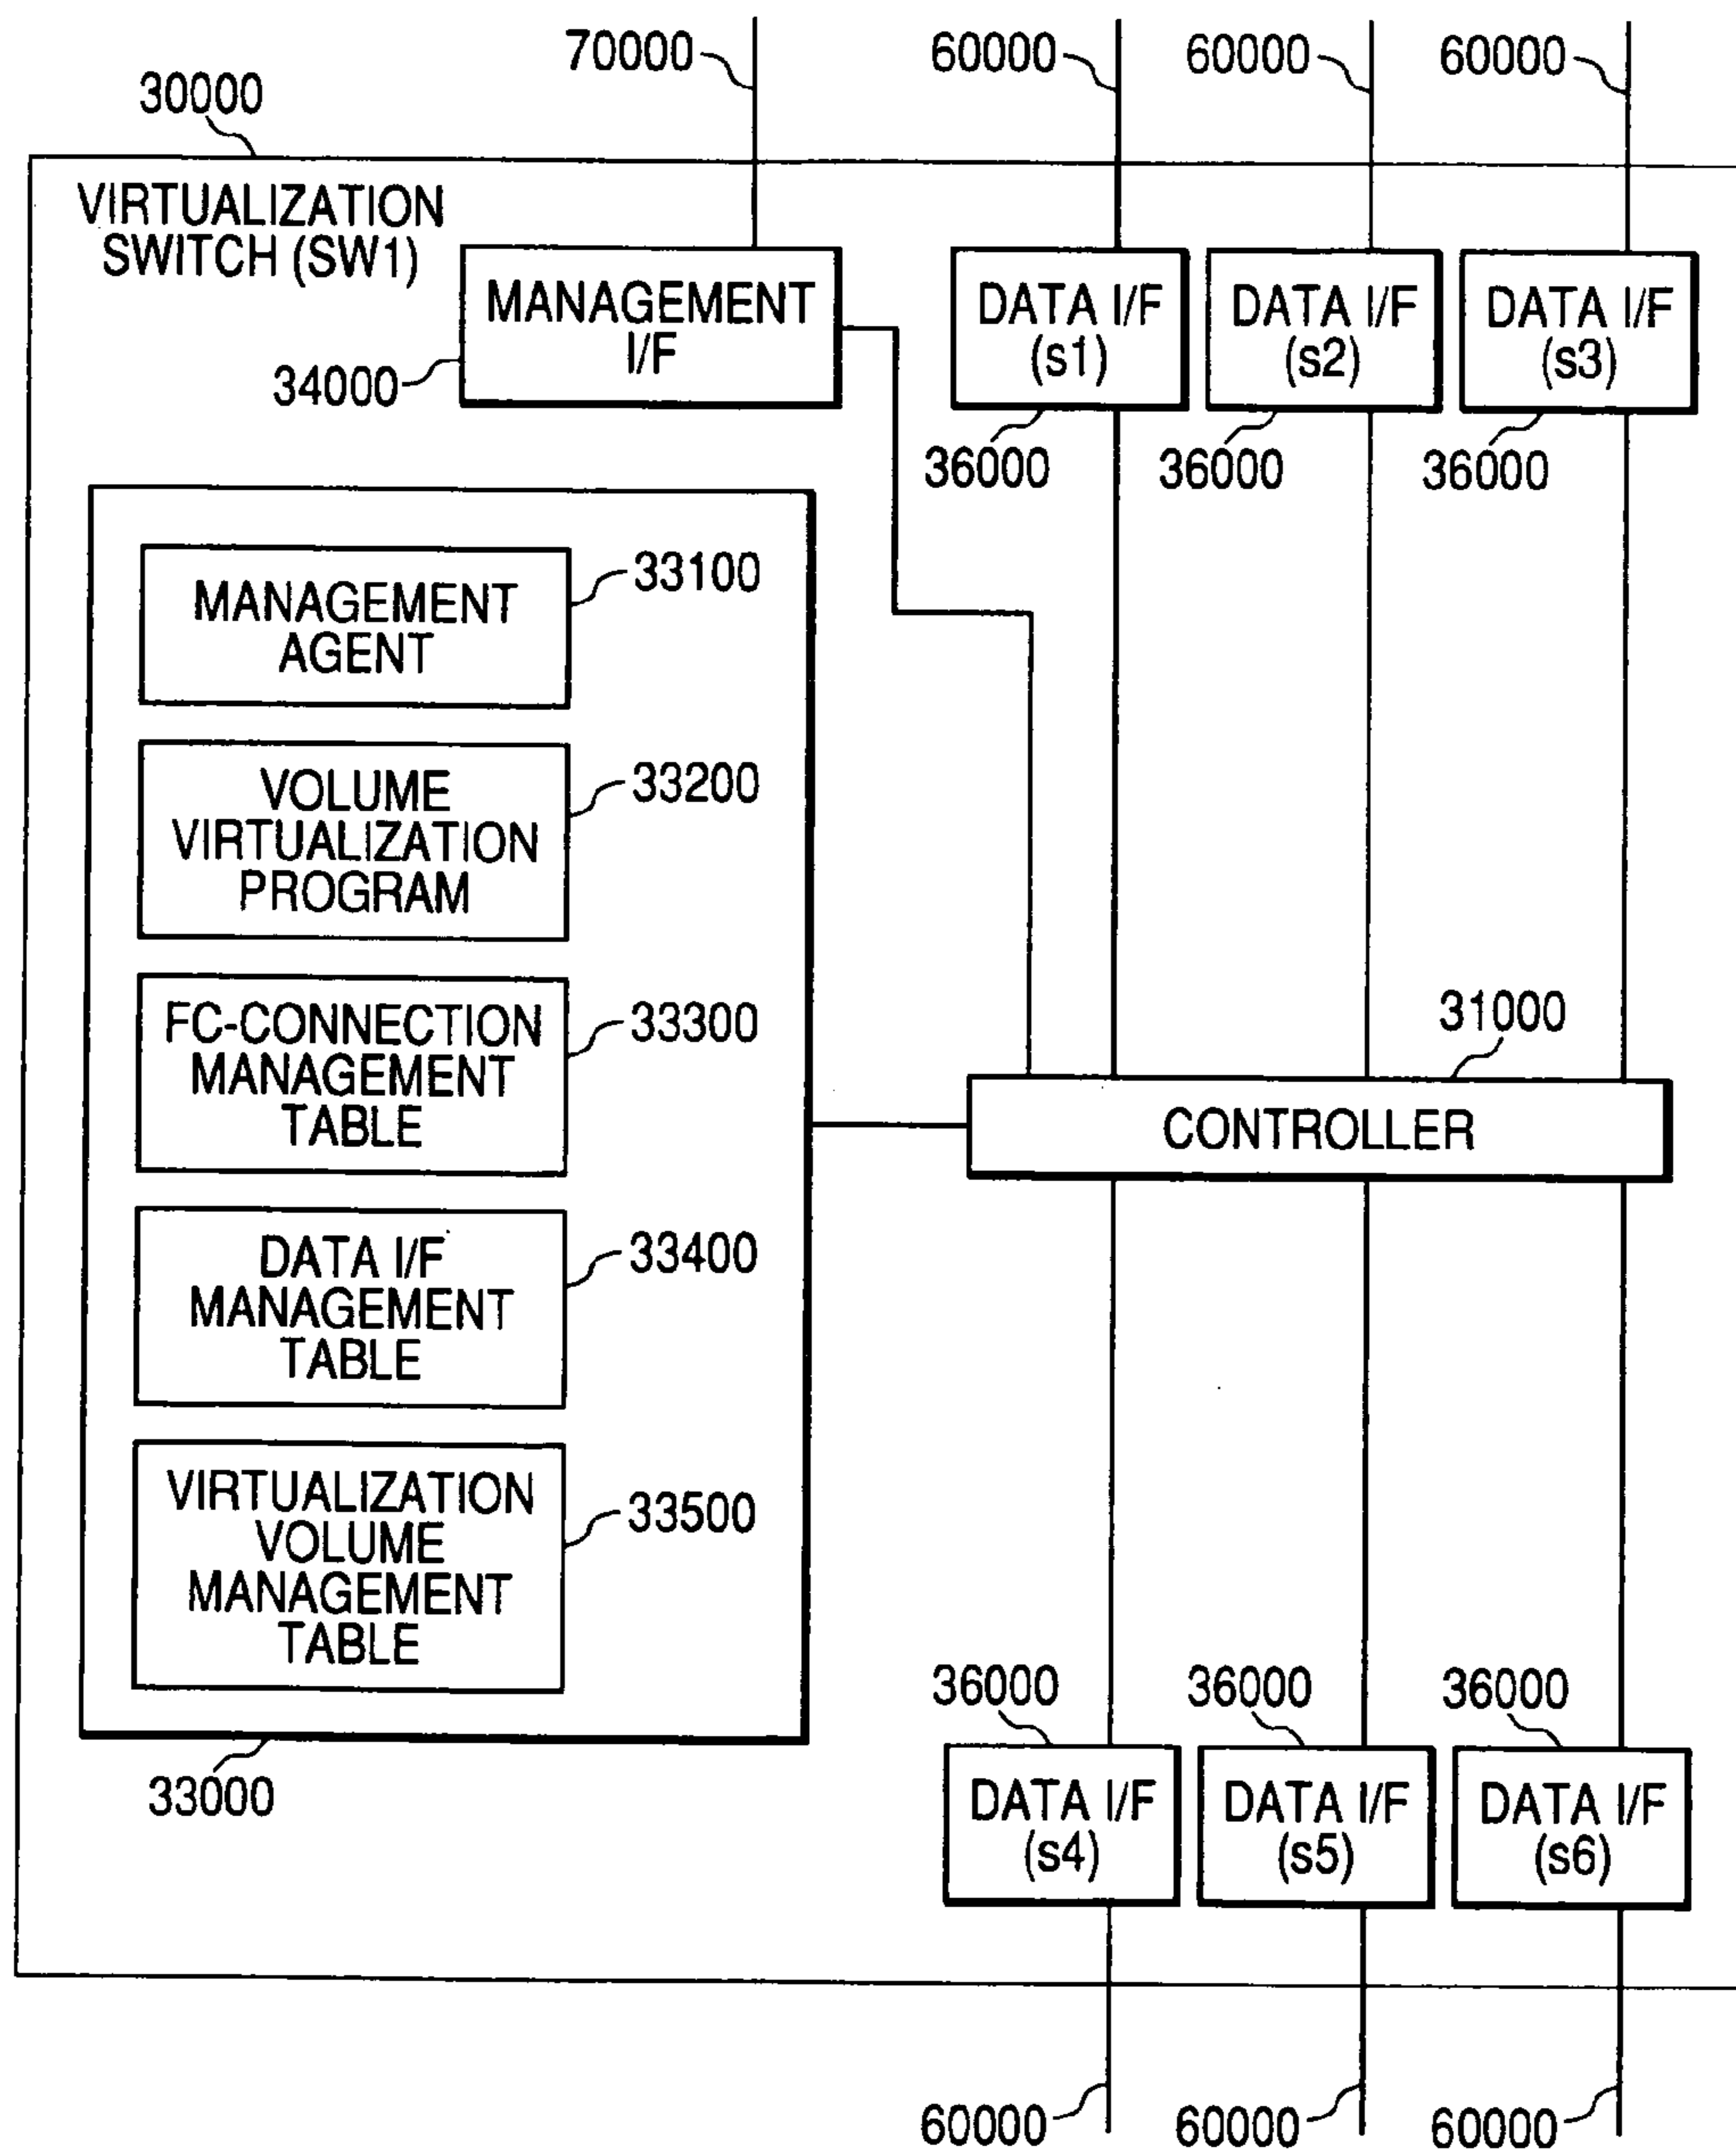 70000
60000
60000
60000
30000
VIRTUALIZATION
SWITCH (SW1)
MANAGEMENT
I/F
34000
DATA I/F
(s1)
DATA I/F
(s2)
DATA I/F
(s3)
36000
36000
36000
MANAGEMENT
AGENT
33100
VOLUME
VIRTUALIZATION
PROGRAM
33200
FC-CONNECTION
MANAGEMENT
TABLE
33300
31000
CONTROLLER
DATA I/F
MANAGEMENT
TABLE
33400
VIRTUALIZATION
VOLUME
MANAGEMENT
TABLE
33500
33000
36000
36000
36000
DATA I/F
(s4)
DATA I/F
(s5)
DATA I/F
(s6)
60000
60000
60000